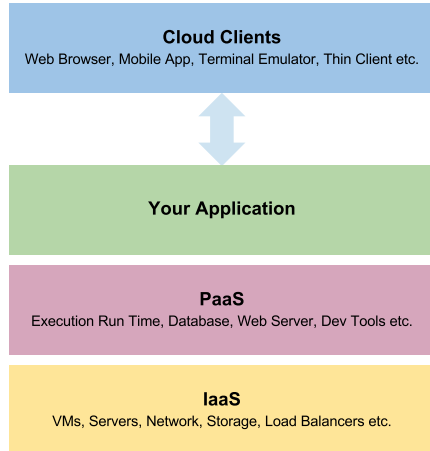 Cloud Clients
Web Browser, Mobile App, Terminal Emulator, Thin Client etc.
Your Application
PaaS
Execution Run Time, Database, Web Server, Dev Tools etc.
IaaS
VMs, Servers, Network, Storage, Load Balancers etc.